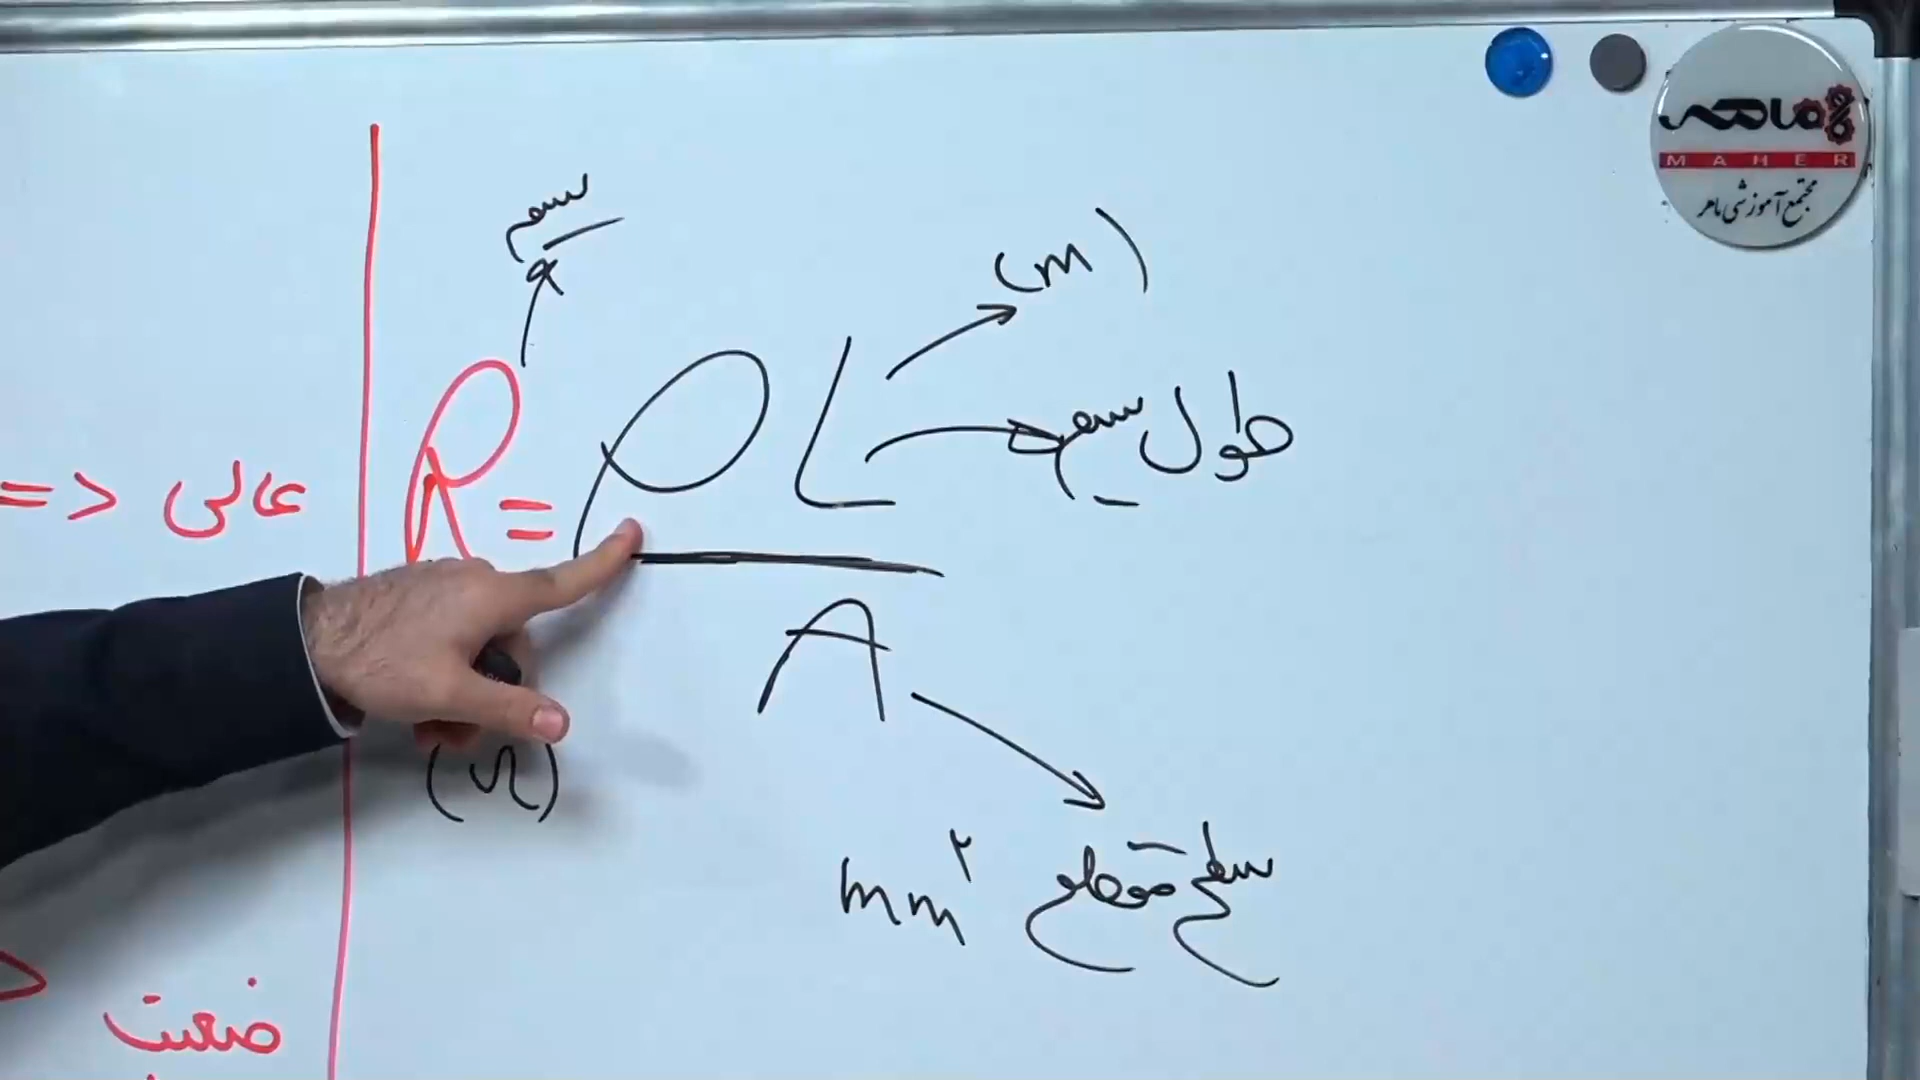 ماهر
MAHER
مجتمع آموزشی ماهر
سیم
(m)
R = ρL
A
طول سیم
عالی <=
(Ω)
سطح مقطع mm²
ضعیف